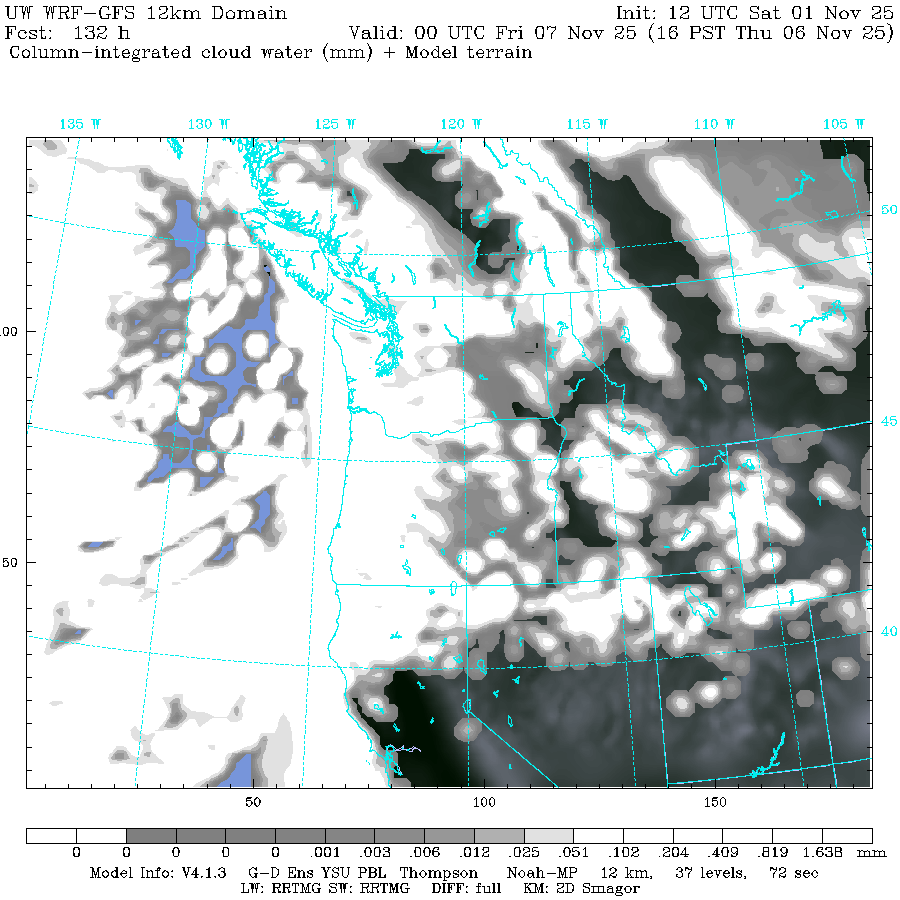 UW WRF-GFS 12km Domain Init: 12 UTC Sat 01 Nov 25
Fcst: 132 h Valid: 00 UTC Fri 07 Nov 25 (16 PST Thu 06 Nov 25)
Column-integrated cloud water (mm) + Model terrain
135 W 130 W 125 W 120 W 115 W 110 W 105 W
50
00
45
50
40
50 100 150
0 0 0 0 .001 .003 .006 .012 .025 .051 .102 .204 .409 .819 1.638 mm
Model Info: V4.1.3 G-D Ens YSU PBL Thompson Noah-MP 12 km, 37 levels, 72 sec
LW: RRTMG SW: RRTMG DIFF: full KM: 2D Smagor